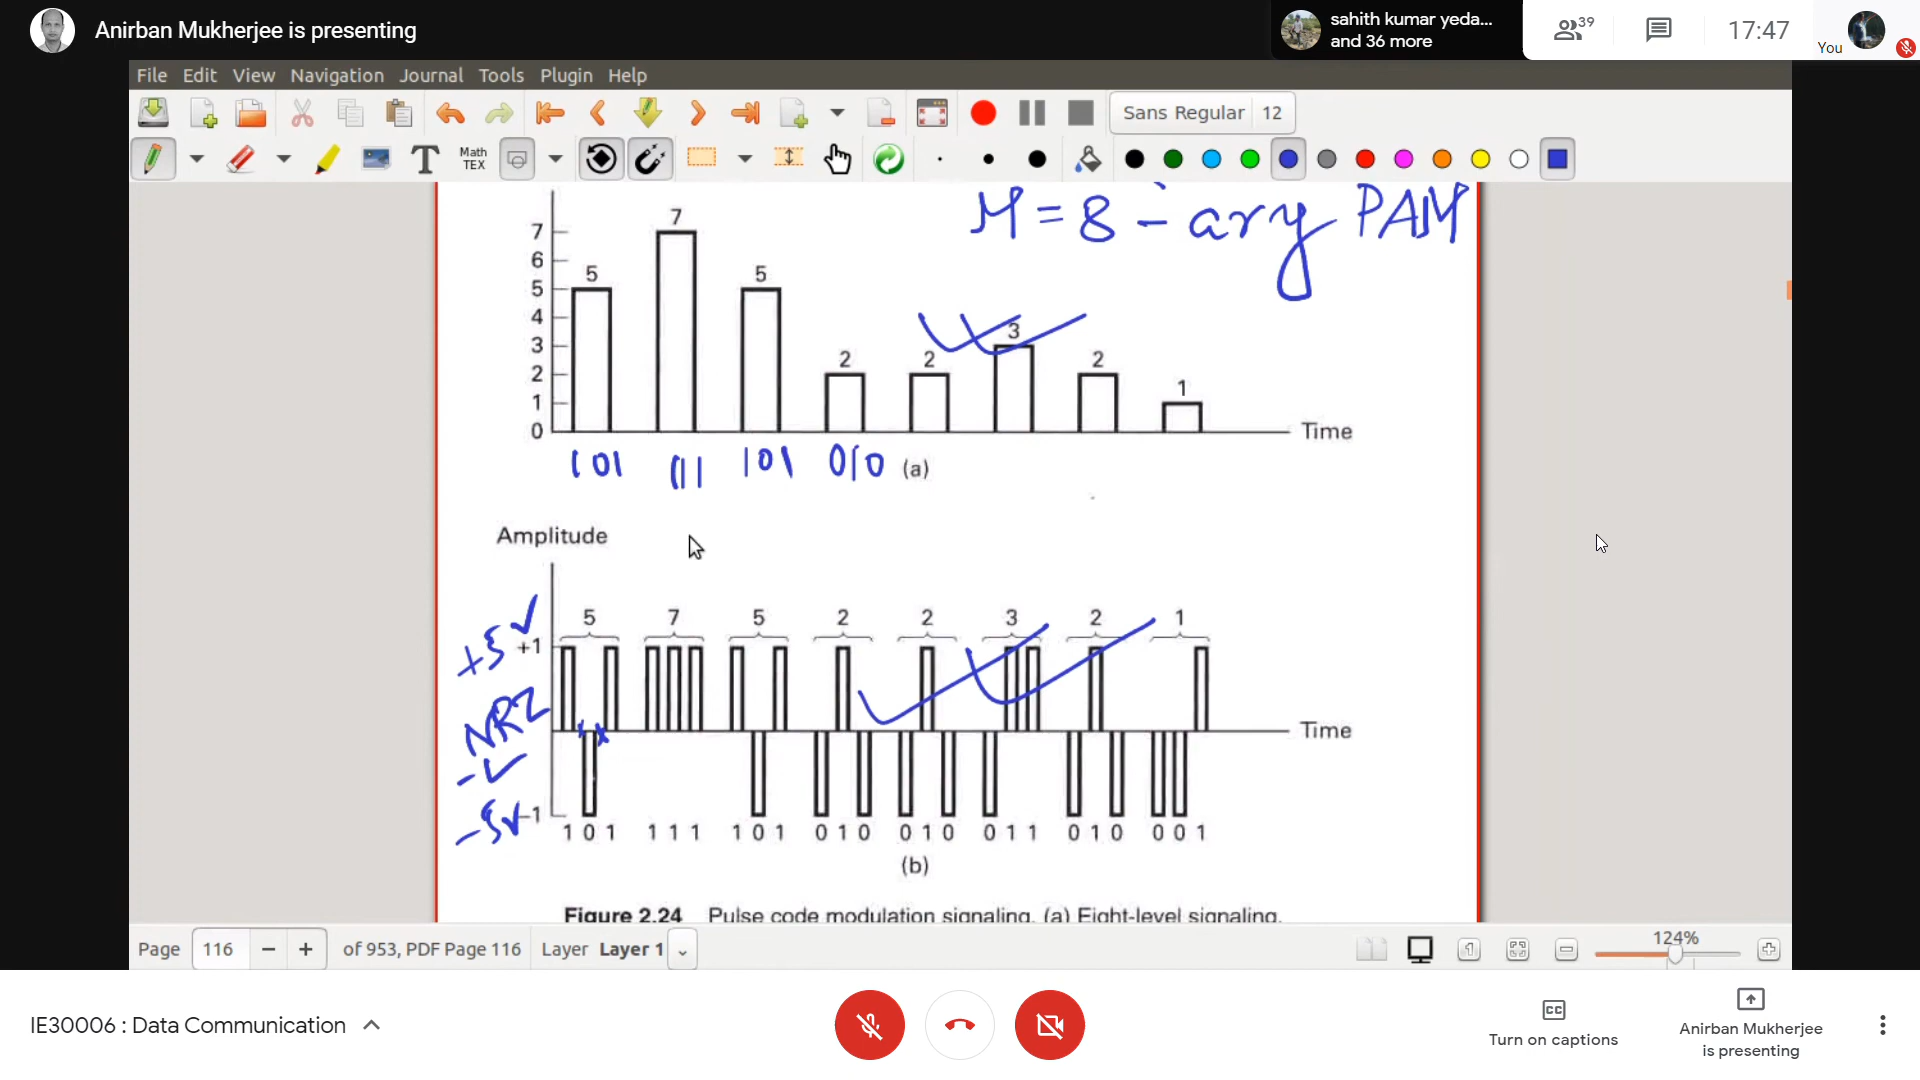 Anirban Mukherjee is presenting
sahith kumar yeda...
and 36 more
39
17:47
You
File Edit View Navigation Journal Tools Plugin Help
Sans Regular 12
Math
TEX
M = 8 - ary PAM
7
6
5
4
3
2
1
0
5 7 5 2 2 3 2 1
Time
101 111 101 010 (a)
Amplitude
5 7 5 2 2 3 2 1
+5 +1
NRZ
Time
-5V -1
1 0 1 1 1 1 1 0 1 0 1 0 0 1 0 0 1 1 0 1 0 0 0 1
(b)
Figure 2.24 Pulse code modulation signaling. (a) Eight-level signaling.
Page 116 of 953, PDF Page 116 Layer Layer 1
124%
IE30006 : Data Communication
CC
Turn on captions
Anirban Mukherjee
is presenting